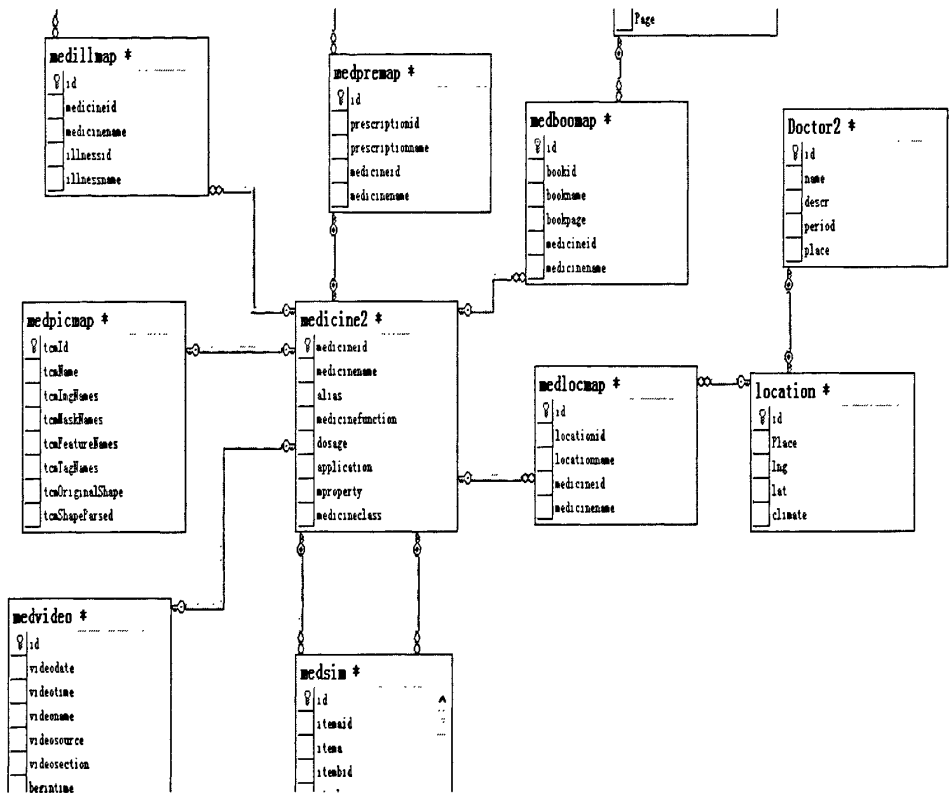 Page
medillmap *
id
medicineid
medicinename
illnessid
illnessname
medpremap *
id
prescriptionid
prescriptionname
medicineid
medicinename
medboomap *
id
bookid
bookname
bookpage
medicineid
medicinename
Doctor2 *
id
name
descr
period
place
medpicmap *
tcmId
tcmName
tcmImgNames
tcmMaskNames
tcmFeatureNames
tcmTagNames
tcmOriginalShape
tcmShapeParsed
medicine2 *
medicineid
medicinename
alias
medicinefunction
dosage
application
mproperty
medicineclass
medlocmap *
id
locationid
locationname
medicineid
medicinename
location *
id
Place
lng
lat
climate
medvideo *
id
videodate
videotime
videoname
videosource
videosection
begintime
medsim *
id
itemaid
itema
itembid